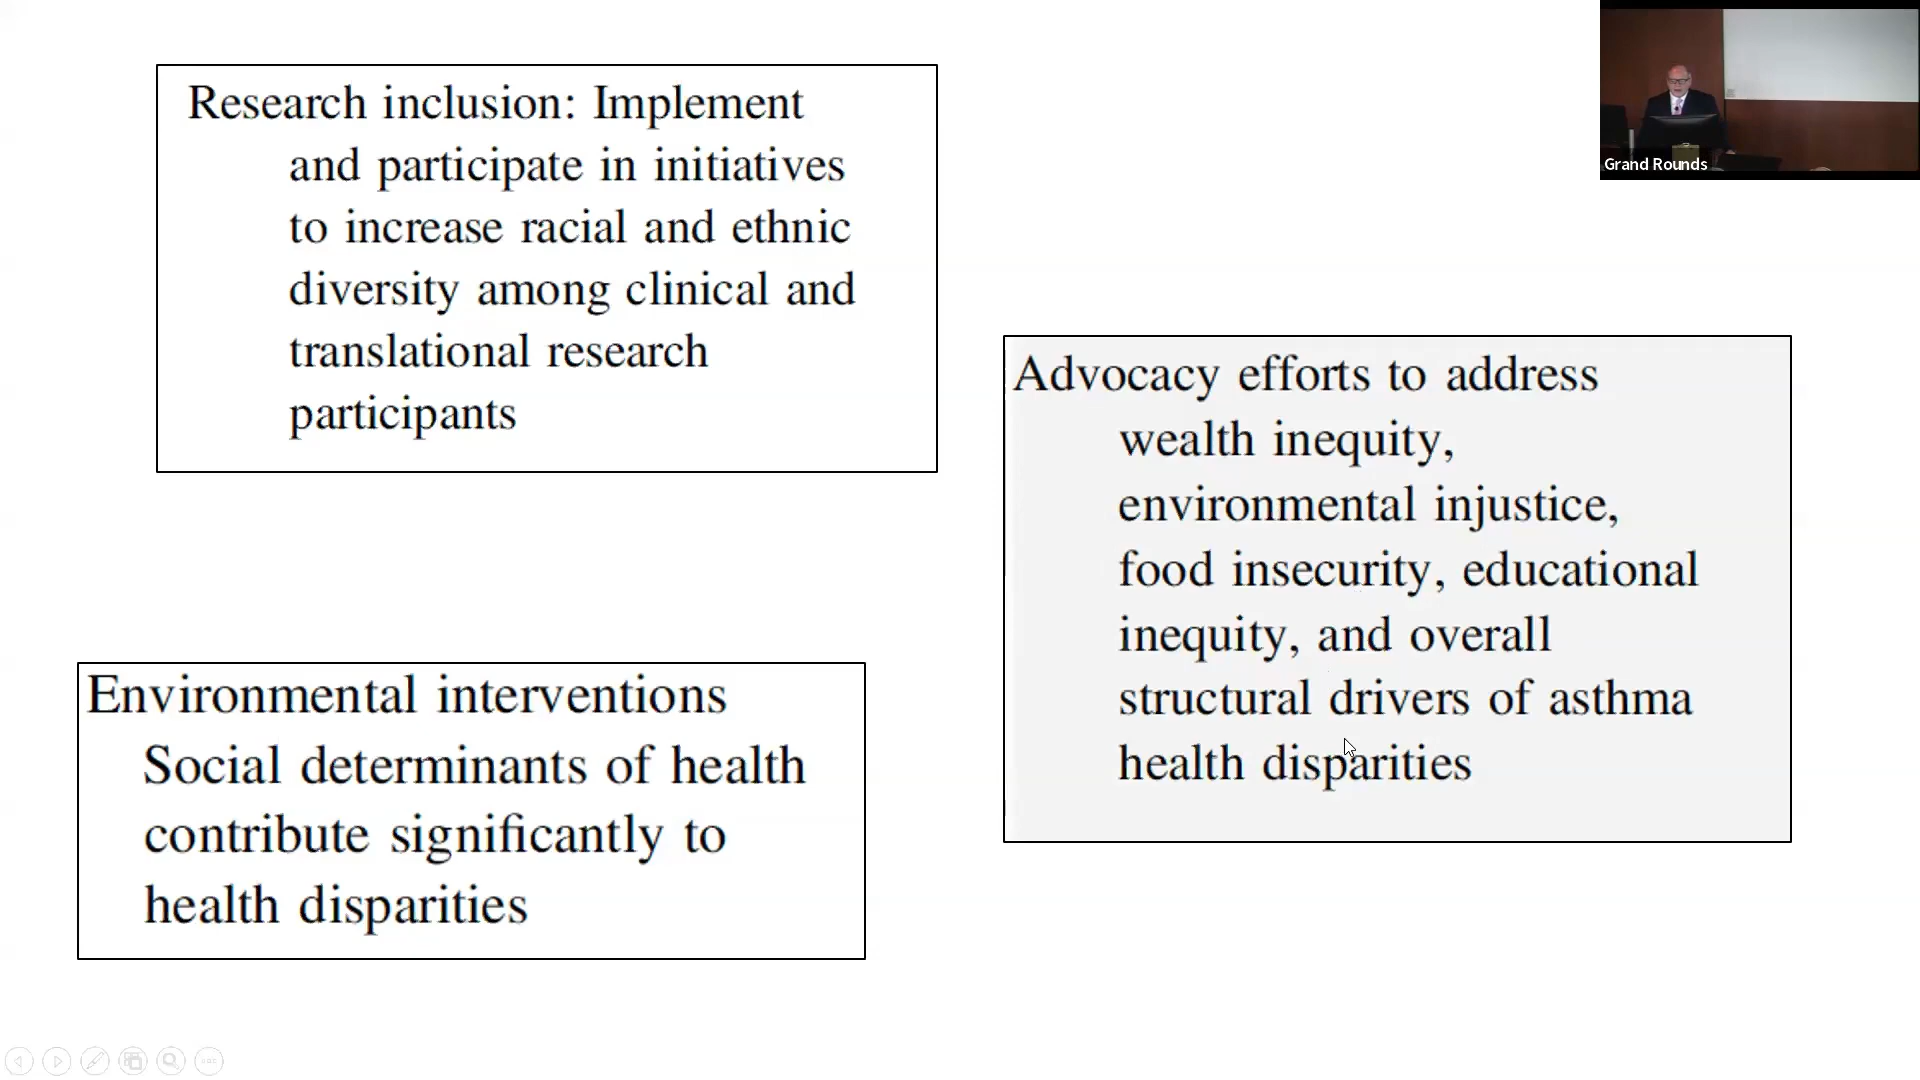 Research inclusion: Implement
and participate in initiatives
to increase racial and ethnic
diversity among clinical and
translational research
participants
Grand Rounds
Advocacy efforts to address
wealth inequity,
environmental injustice,
food insecurity, educational
inequity, and overall
structural drivers of asthma
health disparities
Environmental interventions
Social determinants of health
contribute significantly to
health disparities